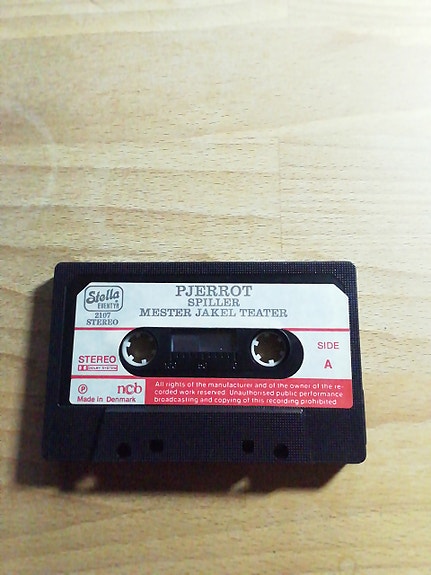 Stella
EVENTYR
2107
STEREO
PJERROT
SPILLER
MESTER JAKEL TEATER
STEREO
DOLBY SYSTEM
SIDE
A
P
ncb
Made in Denmark
All rights of the manufacturer and of the owner of the re-
corded work reserved. Unauthorised public performance
broadcasting and copying of this recording prohibited